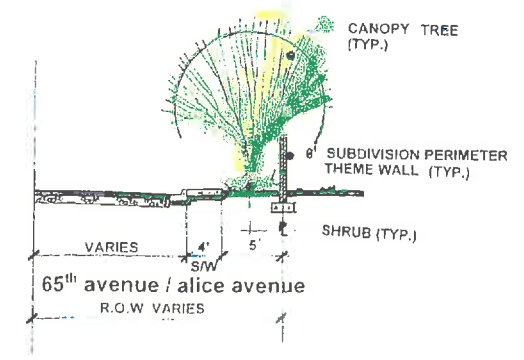 CANOPY TREE
(TYP.)
6' SUBDIVISION PERIMETER
THEME WALL (TYP.)
SHRUB (TYP.)
VARIES 4' 5'
S/W
65th avenue / alice avenue
R.O.W VARIES